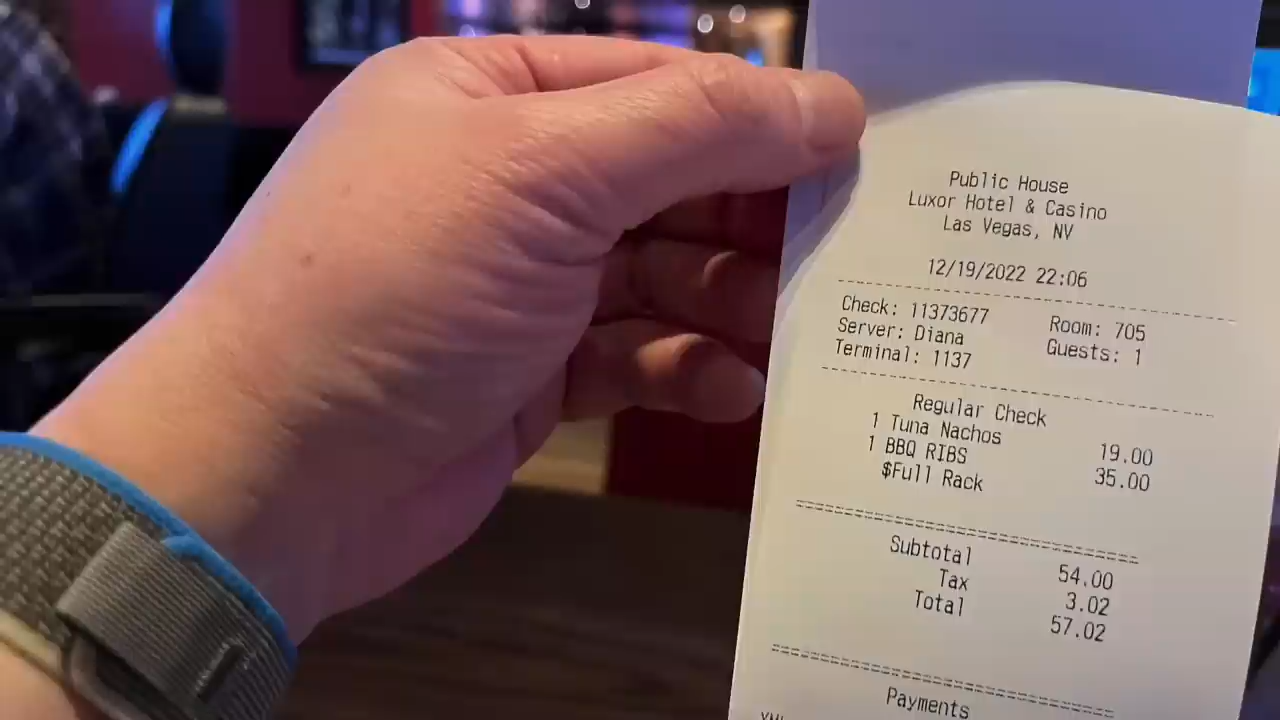 Public House
Luxor Hotel & Casino
Las Vegas, NV
12/19/2022 22:06
Check: 11373677 Room: 705
Server: Diana Guests: 1
Terminal: 1137
Regular Check
1 Tuna Nachos 19.00
1 BBQ RIBS 35.00
$Full Rack
Subtotal 54.00
Tax 3.02
Total 57.02
Payments